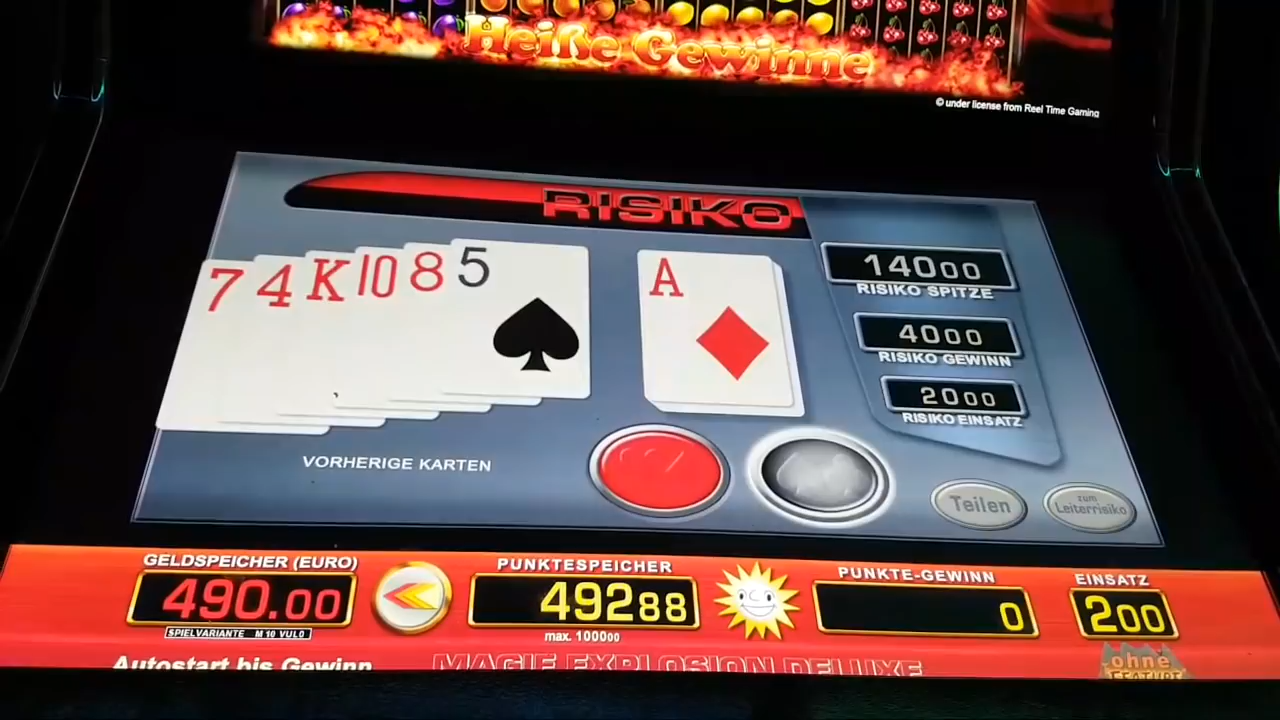 Heiße Gewinne
© under license from Reel Time Gaming
RISIKO
7 4 K 10 8 5
A
14000
RISIKO SPITZE
4000
RISIKO GEWINN
2000
RISIKO EINSATZ
VORHERIGE KARTEN
Teilen
zum
Leiterrisiko
GELDSPEICHER (EURO)
490.00
SPIELVARIANTE M 10 VUL0
PUNKTESPEICHER
49288
max. 100000
PUNKTE-GEWINN
0
EINSATZ
200
Autostart bis Gewinn
MAGIE EXPLOSION DELUXE
ohne
FEATURE